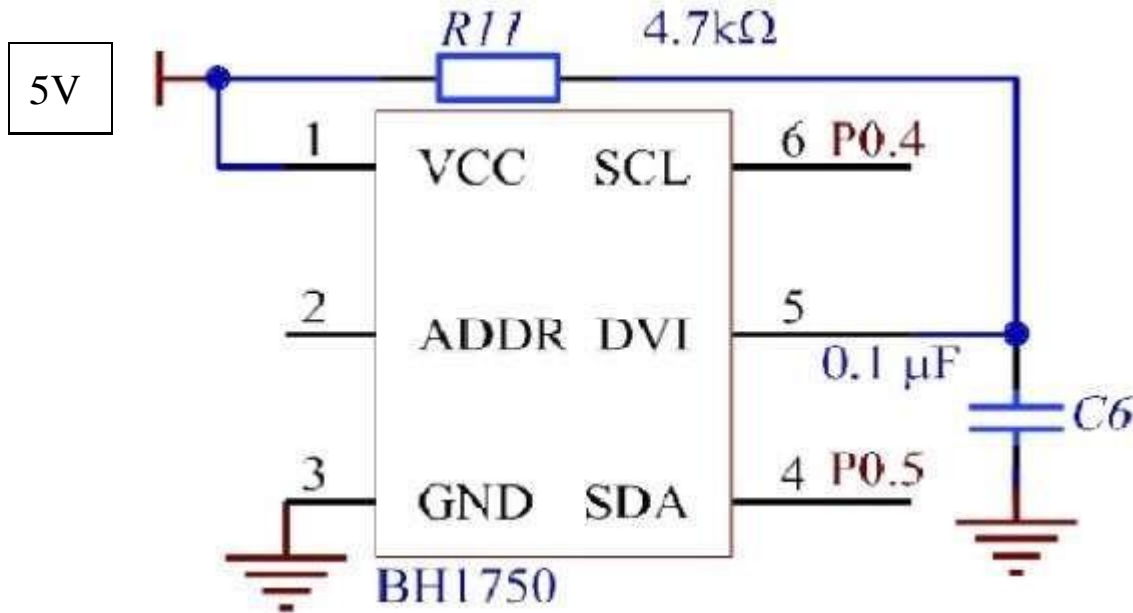 R11 4.7kΩ
5V
1 VCC SCL 6 P0.4
2 ADDR DVI 5
0.1 μF
C6
3 GND SDA 4 P0.5
BH1750